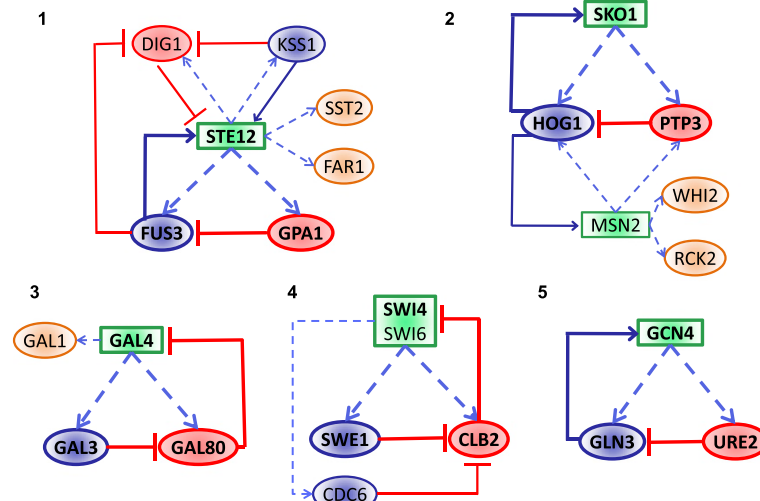 1
DIG1
KSS1
SST2
STE12
FAR1
FUS3
GPA1
2
SKO1
HOG1
PTP3
WHI2
MSN2
RCK2
3
GAL1
GAL4
GAL3
GAL80
4
SWI4
SWI6
SWE1
CLB2
CDC6
5
GCN4
GLN3
URE2